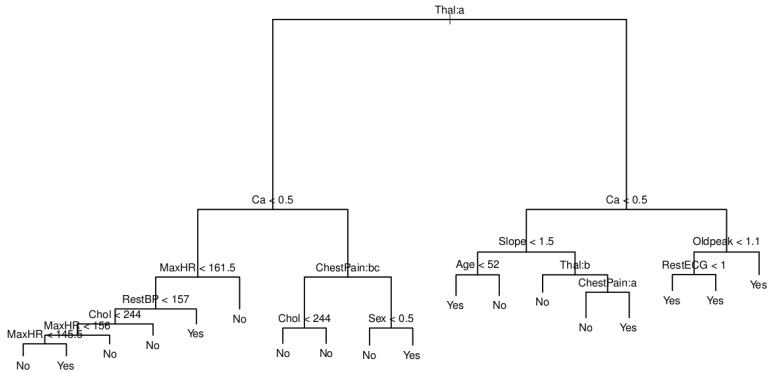 Thal:a
Ca < 0.5
Ca < 0.5
Slope < 1.5
Oldpeak < 1.1
MaxHR < 161.5
ChestPain:bc
Age < 52
Thal:b
RestECG < 1
ChestPain:a
Yes
RestBP < 157
Yes
No
No
Yes
Yes
Chol < 244
No
Chol < 244
Sex < 0.5
No
Yes
MaxHR < 156
Yes
MaxHR < 145.5
No
No
No
No
No
Yes
No
Yes